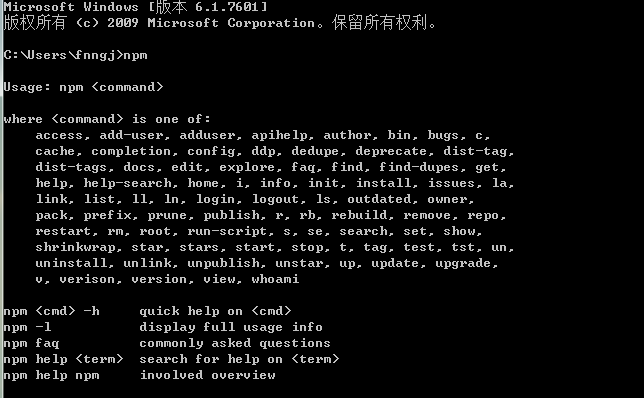 Microsoft Windows [版本 6.1.7601]
版权所有 (c) 2009 Microsoft Corporation。保留所有权利。
C:\Users\fnngj>npm
Usage: npm <command>
where <command> is one of:
access, add-user, adduser, apihelp, author, bin, bugs, c,
cache, completion, config, ddp, dedupe, deprecate, dist-tag,
dist-tags, docs, edit, explore, faq, find, find-dupes, get,
help, help-search, home, i, info, init, install, issues, la,
link, list, ll, ln, login, logout, ls, outdated, owner,
pack, prefix, prune, publish, r, rb, rebuild, remove, repo,
restart, rm, root, run-script, s, se, search, set, show,
shrinkwrap, star, stars, start, stop, t, tag, test, tst, un,
uninstall, unlink, unpublish, unstar, up, update, upgrade,
v, verison, version, view, whoami
npm <cmd> -h     quick help on <cmd>
npm -l           display full usage info
npm faq          commonly asked questions
npm help <term>  search for help on <term>
npm help npm     involved overview